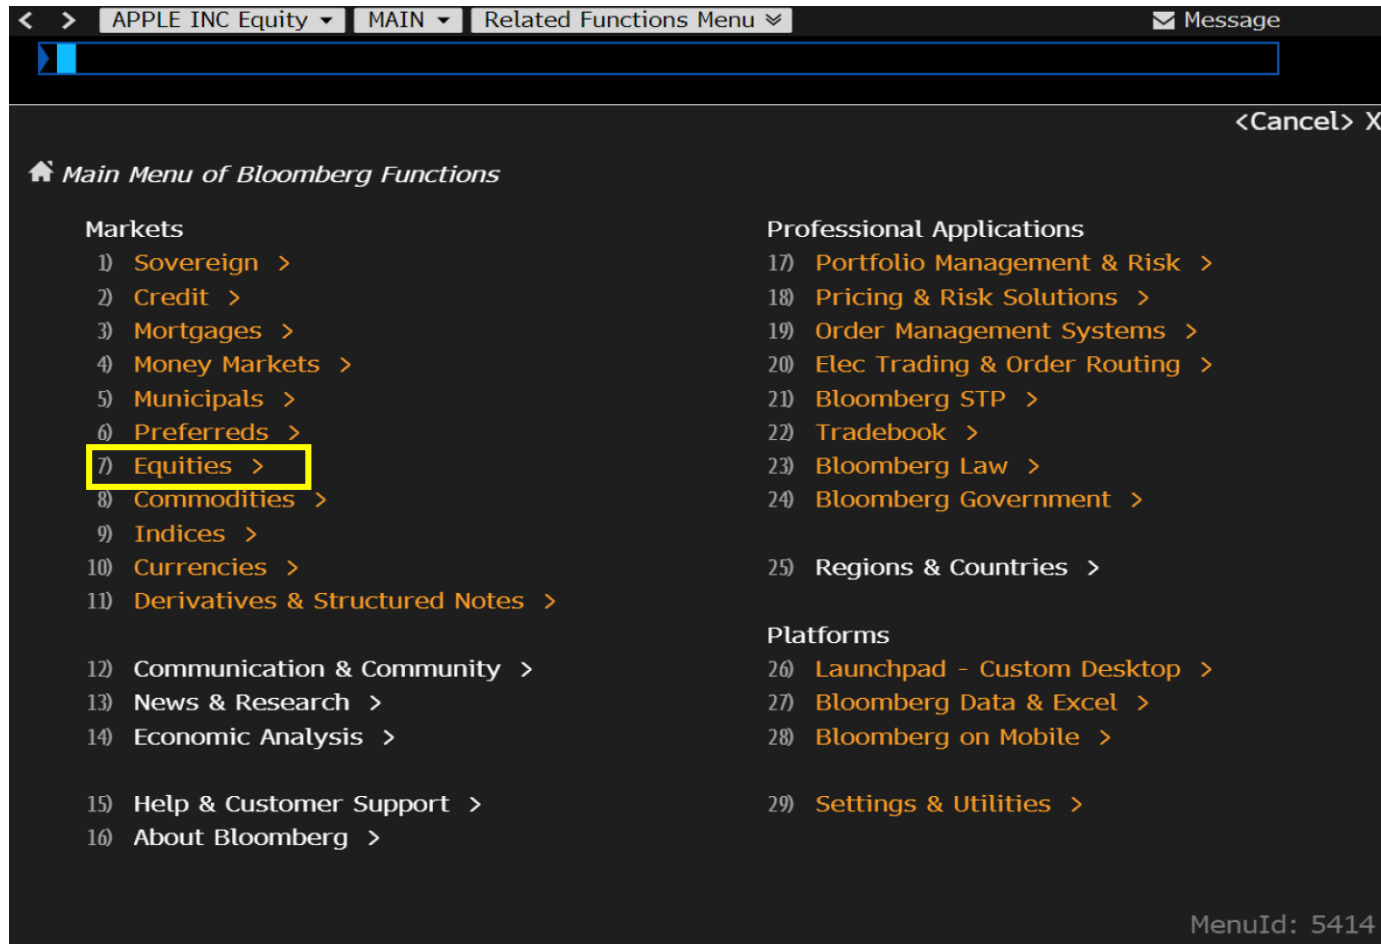 < > APPLE INC Equity MAIN Related Functions Menu Message
<Cancel> X
Main Menu of Bloomberg Functions
Markets
1) Sovereign >
2) Credit >
3) Mortgages >
4) Money Markets >
5) Municipals >
6) Preferreds >
7) Equities >
8) Commodities >
9) Indices >
10) Currencies >
11) Derivatives & Structured Notes >
12) Communication & Community >
13) News & Research >
14) Economic Analysis >
15) Help & Customer Support >
16) About Bloomberg >
Professional Applications
17) Portfolio Management & Risk >
18) Pricing & Risk Solutions >
19) Order Management Systems >
20) Elec Trading & Order Routing >
21) Bloomberg STP >
22) Tradebook >
23) Bloomberg Law >
24) Bloomberg Government >
25) Regions & Countries >
Platforms
26) Launchpad - Custom Desktop >
27) Bloomberg Data & Excel >
28) Bloomberg on Mobile >
29) Settings & Utilities >
MenuId: 5414